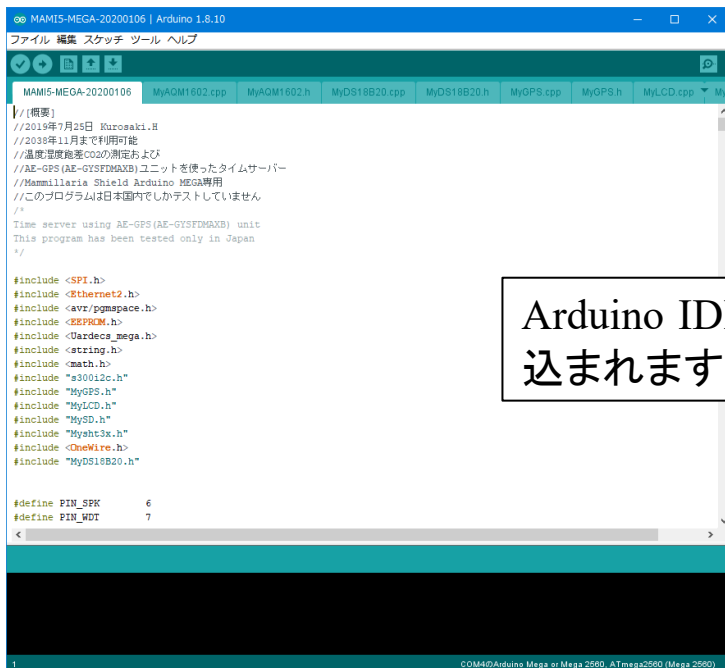 MAMI5-MEGA-20200106 | Arduino 1.8.10
ファイル 編集 スケッチ ツール ヘルプ
MAMI5-MEGA-20200106 MyAQM1602.cpp MyAQM1602.h MyDS18B20.cpp MyDS18B20.h MyGPS.cpp MyGPS.h MyLCD.cpp My
//[概要]
//2019年7月25日 Kurosaki.H
//2038年11月まで利用可能
//温度湿度飽差CO2の測定および
//AE-GPS(AE-GYSFDMAXB)ユニットを使ったタイムサーバー
//Mammillaria Shield Arduino MEGA専用
//このプログラムは日本国内でしかテストしていません
/*
Time server using AE-GPS(AE-GYSFDMAXB) unit
This program has been tested only in Japan
*/
#include <SPI.h>
#include <Ethernet2.h>
#include <avr/pgmspace.h>
#include <EEPROM.h>
#include <Uardecs_mega.h>
#include <string.h>
#include <math.h>
#include "s300i2c.h"
#include "MyGPS.h"
#include "MyLCD.h"
#include "MySD.h"
#include "Mysht3x.h"
#include <OneWire.h>
#include "MyDS18B20.h"
#define PIN_SPK 6
#define PIN_WDT 7
Arduino ID
込まれます
1 COM4のArduino Mega or Mega 2560, ATmega2560 (Mega 2560)